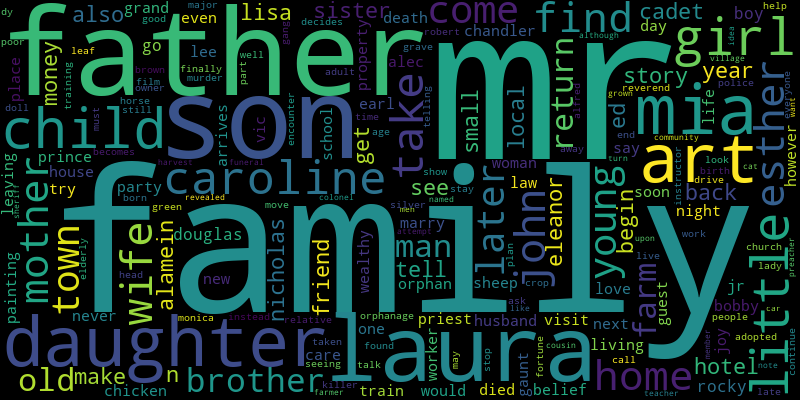 dy
poor
also
grand
good
major
even
lisa
sister
death
come
find
cadet
boy
help
idea
father
mr
girl
money
leaf
training
go
lee
finally
murder
decides
gang
grave
robert
chandler
although
day
village
place
brown
film
owner
part
well
adult
property
alec
telling
return
story
year
police
everyone
want
doll
horse
still
son
encounter
time
small
local
reverend
alfred
grown
ed
mia
life
esther
child
must
becomes
vic
arrives
school
earl
age
take
end
say
community
however
prince
house
harvest
funeral
get
woman
away
law
turn
art
look
birth
cat
drive
preacher
leaving
sheriff
mother
try
party
born
revealed
caroline
colonel
see
show
stay
named
later
john
eleanor
young
begin
soon
instructor
back
night
town
wife
green
move
silver
marry
family
upon
work
little
painting
elderly
alamein
douglas
nicholas
friend
wealthy
meh
attempt
man
tell
plan
love
farm
live
guest
church
lady
head
new
orphan
sheep
crop
jr
never
monica
instead
relative
orphanage
priest
husband
ask
like
visit
next
bobby
people
car
daughter
laura
taken
one
found
worker
may
stop
cousin
fortune
living
call
member
joy
adopted
continue
care
seeing
talk
gaunt
home
hotel
note
old
make
n
brother
killer
train
would
died
belief
rocky
chicken
farmer
teacher
late